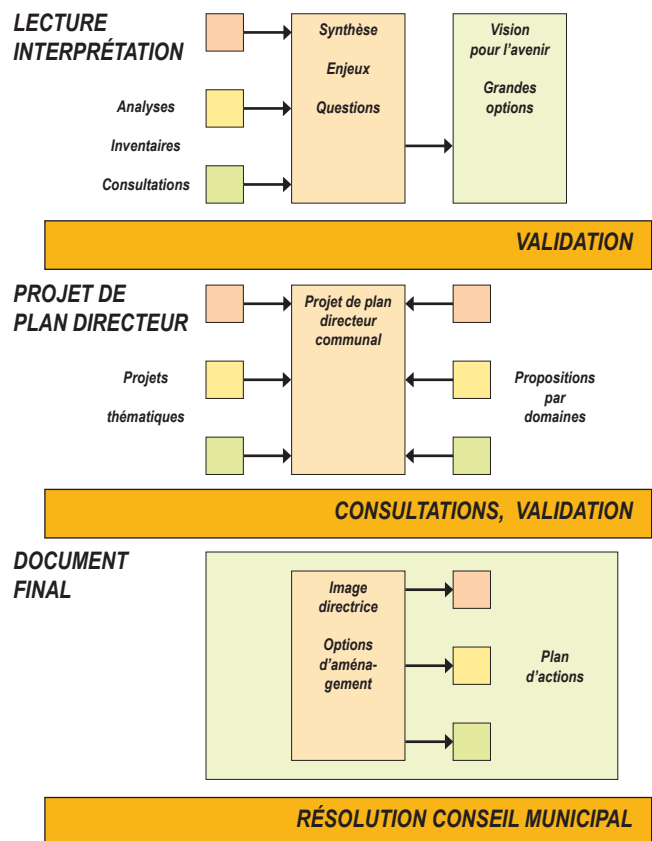 LECTURE
INTERPRÉTATION
Analyses
Inventaires
Consultations
Synthèse
Enjeux
Questions
Vision
pour l'avenir
Grandes
options
VALIDATION
PROJET DE
PLAN DIRECTEUR
Projets
thématiques
Projet de plan
directeur
communal
Propositions
par
domaines
CONSULTATIONS, VALIDATION
DOCUMENT
FINAL
Image
directrice
Options
d'aména-
gement
Plan
d'actions
RÉSOLUTION CONSEIL MUNICIPAL